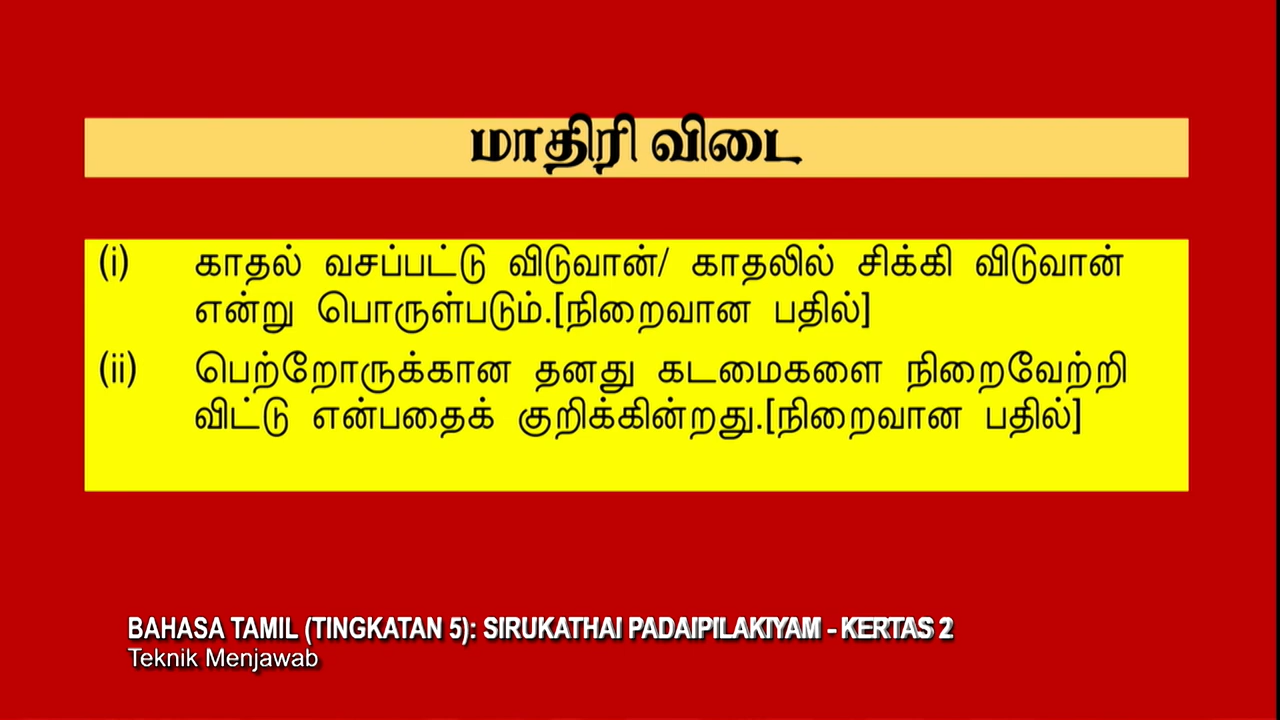 மாதிரி விடை
(i) காதல் வசப்பட்டு விடுவான்/ காதலில் சிக்கி விடுவான்
என்று பொருள்படும்.[நிறைவான பதில்]
(ii) பெற்றோருக்கான தனது கடமைகளை நிறைவேற்றி
விட்டு என்பதைக் குறிக்கின்றது.[நிறைவான பதில்]
BAHASA TAMIL (TINGKATAN 5): SIRUKATHAI PADAIPILAKIYAM - KERTAS 2
Teknik Menjawab